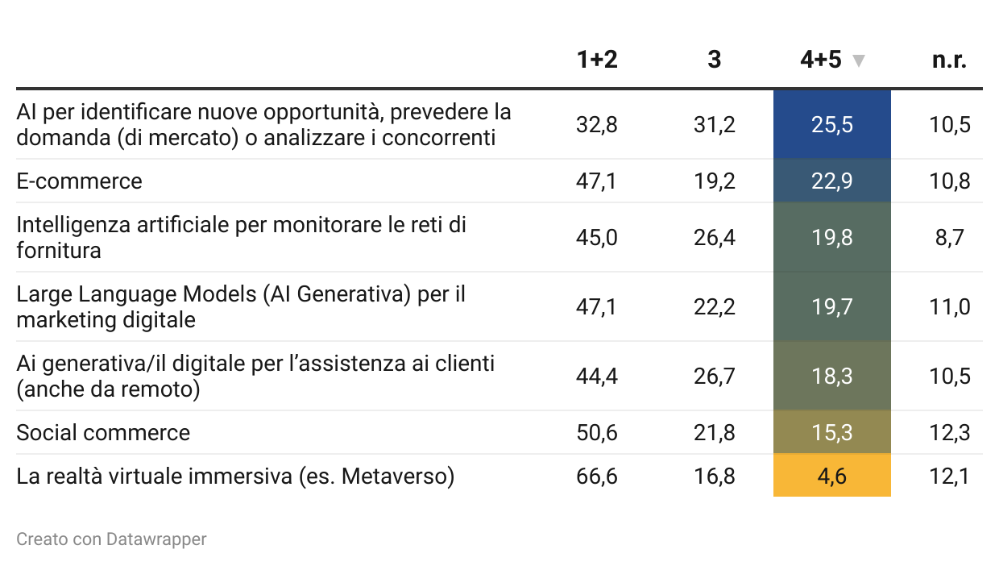 1+2 3 4+5 ▼ n.r.
AI per identificare nuove opportunità, prevedere la
domanda (di mercato) o analizzare i concorrenti 32,8 31,2 25,5 10,5
E-commerce 47,1 19,2 22,9 10,8
Intelligenza artificiale per monitorare le reti di
fornitura 45,0 26,4 19,8 8,7
Large Language Models (AI Generativa) per il
marketing digitale 47,1 22,2 19,7 11,0
Ai generativa/il digitale per l’assistenza ai clienti
(anche da remoto) 44,4 26,7 18,3 10,5
Social commerce 50,6 21,8 15,3 12,3
La realtà virtuale immersiva (es. Metaverso) 66,6 16,8 4,6 12,1
Creato con Datawrapper